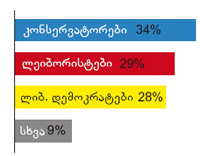 კონსერვატორები 34%
ლეიბორისტები 29%
ლიბ. დემოკრატები 28%
სხვა 9%